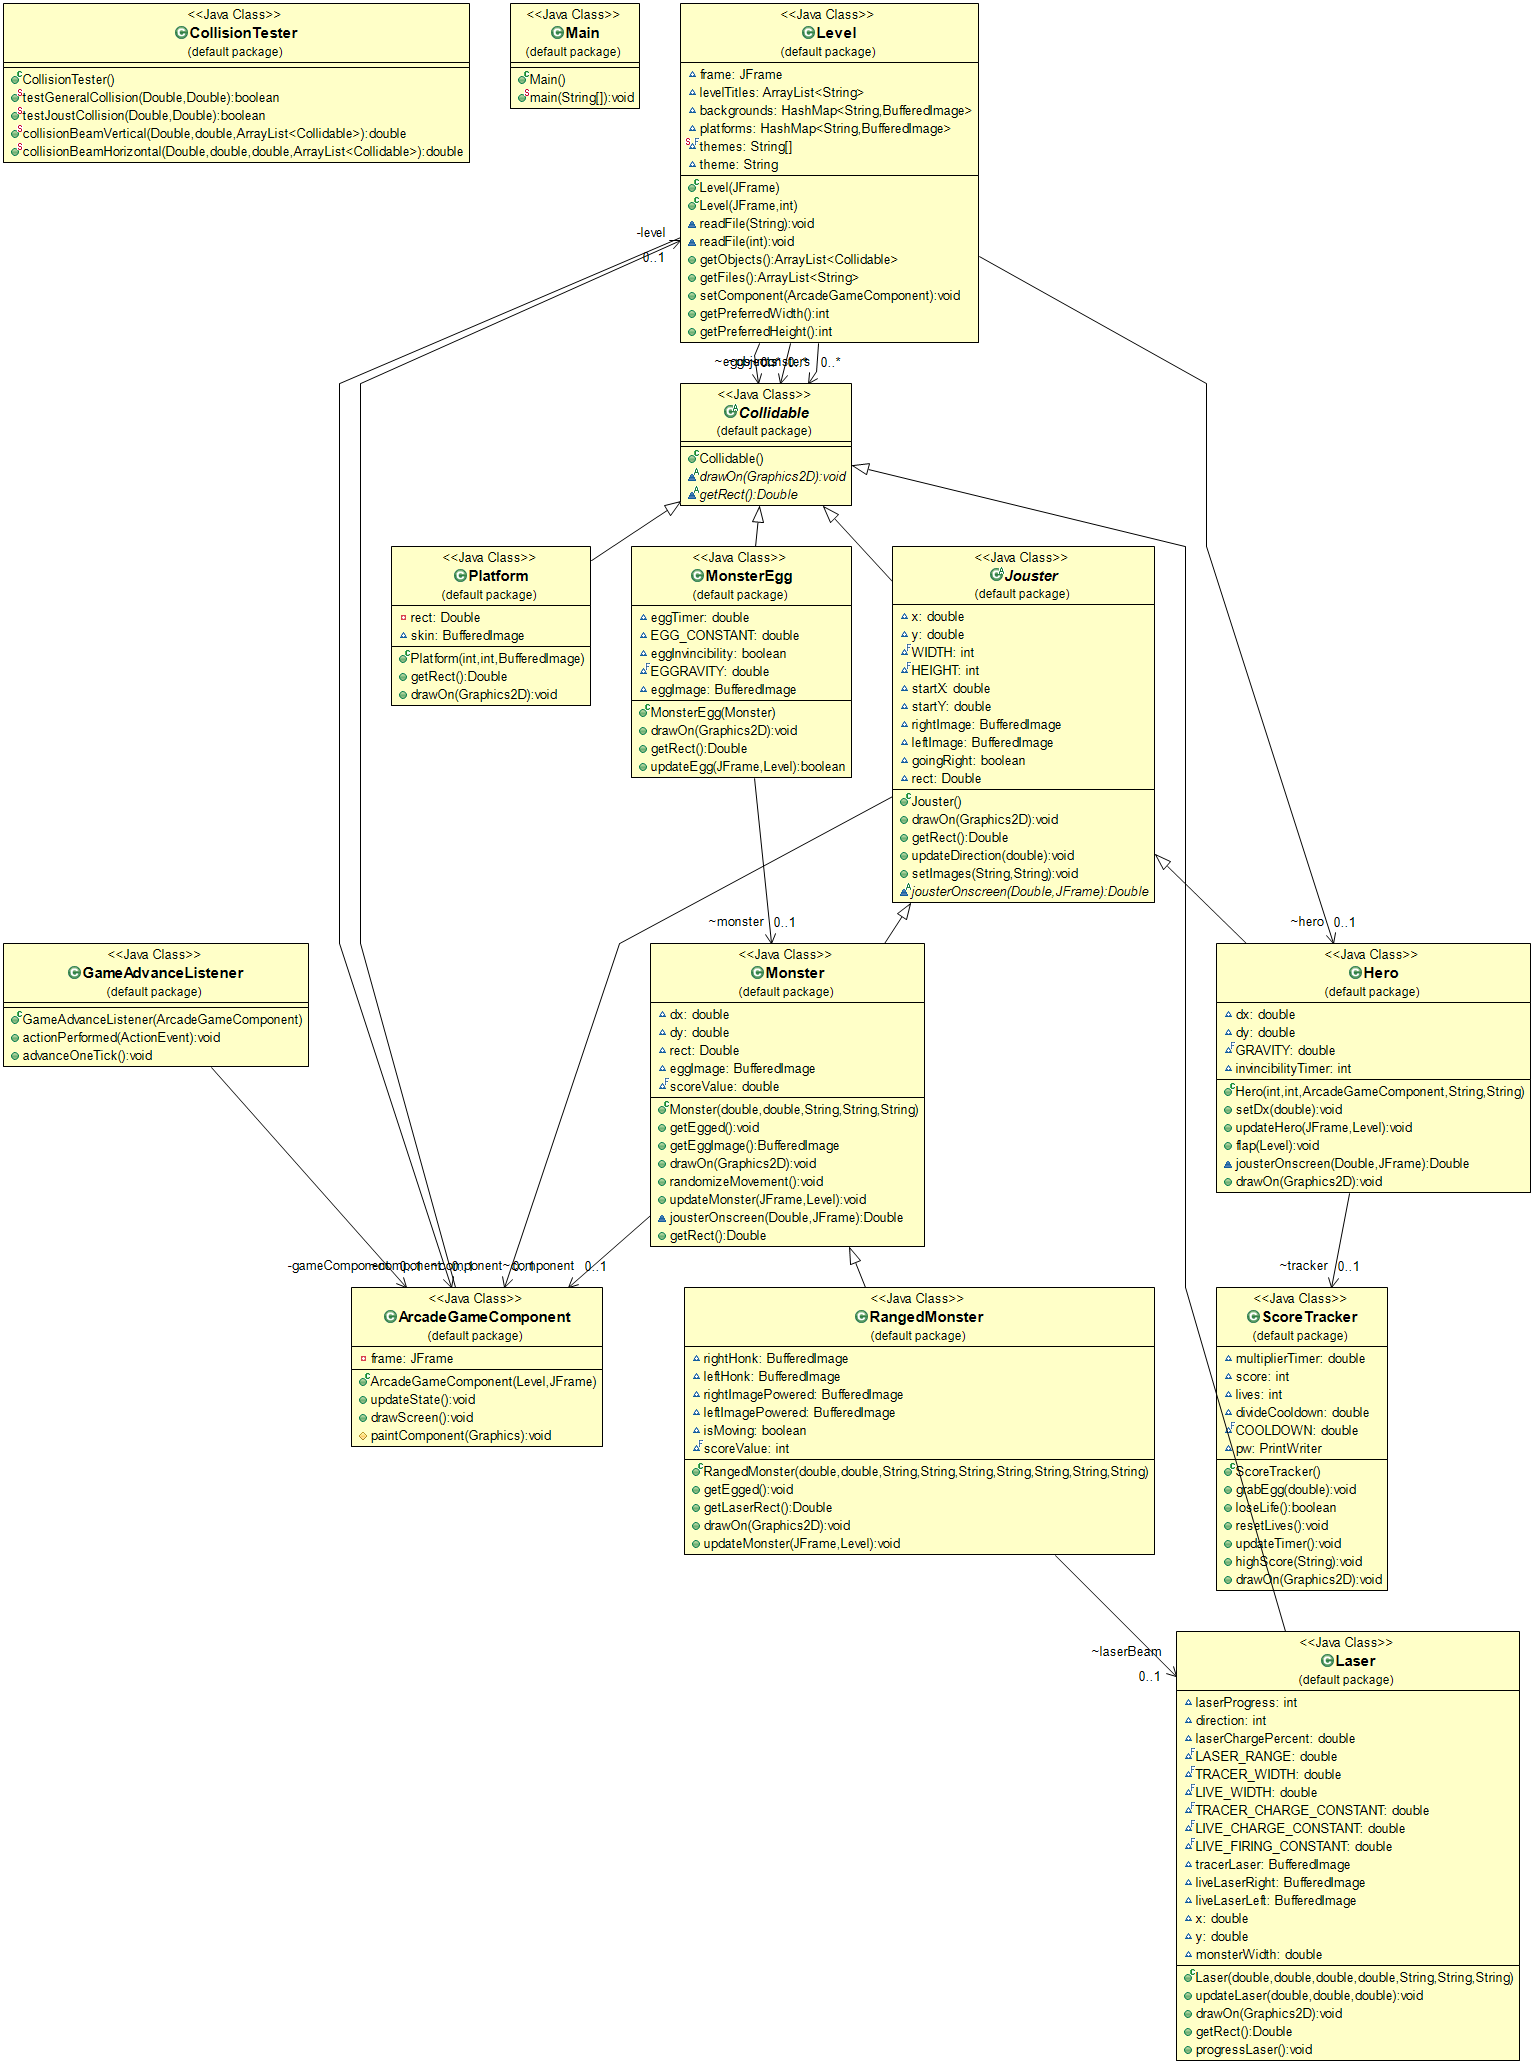 <<Java Class>>
CollisionTester
(default package)
CollisionTester()
testGeneralCollision(Double,Double):boolean
testJoustCollision(Double,Double):boolean
collisionBeamVertical(Double,double,ArrayList<Collidable>):double
collisionBeamHorizontal(Double,double,double,ArrayList<Collidable>):double
<<Java Class>>
Main
(default package)
Main()
main(String[]):void
<<Java Class>>
Level
(default package)
frame: JFrame
levelTitles: ArrayList<String>
backgrounds: HashMap<String,BufferedImage>
platforms: HashMap<String,BufferedImage>
themes: String[]
theme: String
Level(JFrame)
Level(JFrame,int)
readFile(String):void
readFile(int):void
getObjects():ArrayList<Collidable>
getFiles():ArrayList<String>
setComponent(ArcadeGameComponent):void
getPreferredWidth():int
getPreferredHeight():int
-level
0..1
0..*
<<Java Class>>
Collidable
(default package)
Collidable()
drawOn(Graphics2D):void
getRect():Double
<<Java Class>>
Platform
(default package)
rect: Double
skin: BufferedImage
Platform(int,int,BufferedImage)
getRect():Double
drawOn(Graphics2D):void
<<Java Class>>
MonsterEgg
(default package)
eggTimer: double
EGG_CONSTANT: double
eggInvincibility: boolean
EGGRAVITY: double
eggImage: BufferedImage
MonsterEgg(Monster)
drawOn(Graphics2D):void
getRect():Double
updateEgg(JFrame,Level):boolean
<<Java Class>>
Jouster
(default package)
x: double
y: double
WIDTH: int
HEIGHT: int
startX: double
startY: double
rightImage: BufferedImage
leftImage: BufferedImage
goingRight: boolean
rect: Double
Jouster()
drawOn(Graphics2D):void
getRect():Double
updateDirection(double):void
setImages(String,String):void
jousterOnscreen(Double,JFrame):Double
~monster 0..1
~hero 0..1
<<Java Class>>
GameAdvanceListener
(default package)
GameAdvanceListener(ArcadeGameComponent)
actionPerformed(ActionEvent):void
advanceOneTick():void
<<Java Class>>
Monster
(default package)
dx: double
dy: double
rect: Double
eggImage: BufferedImage
scoreValue: double
Monster(double,double,String,String,String)
getEgged():void
getEggImage():BufferedImage
drawOn(Graphics2D):void
randomizeMovement():void
updateMonster(JFrame,Level):void
jousterOnscreen(Double,JFrame):Double
getRect():Double
<<Java Class>>
Hero
(default package)
dx: double
dy: double
GRAVITY: double
invincibilityTimer: int
Hero(int,int,ArcadeGameComponent,String,String)
setDx(double):void
updateHero(JFrame,Level):void
flap(Level):void
jousterOnscreen(Double,JFrame):Double
drawOn(Graphics2D):void
-gameComponent
~component 0..1
~tracker 0..1
<<Java Class>>
ArcadeGameComponent
(default package)
frame: JFrame
ArcadeGameComponent(Level,JFrame)
updateState():void
drawScreen():void
paintComponent(Graphics):void
<<Java Class>>
RangedMonster
(default package)
rightHonk: BufferedImage
leftHonk: BufferedImage
rightImagePowered: BufferedImage
leftImagePowered: BufferedImage
isMoving: boolean
scoreValue: int
RangedMonster(double,double,String,String,String,String,String,String,String)
getEgged():void
getLaserRect():Double
drawOn(Graphics2D):void
updateMonster(JFrame,Level):void
<<Java Class>>
ScoreTracker
(default package)
multiplierTimer: double
score: int
lives: int
divideCooldown: double
COOLDOWN: double
pw: PrintWriter
ScoreTracker()
grabEgg(double):void
loseLife():boolean
resetLives():void
updateTimer():void
highScore(String):void
drawOn(Graphics2D):void
~laserBeam
0..1
<<Java Class>>
Laser
(default package)
laserProgress: int
direction: int
laserChargePercent: double
LASER_RANGE: double
TRACER_WIDTH: double
LIVE_WIDTH: double
TRACER_CHARGE_CONSTANT: double
LIVE_CHARGE_CONSTANT: double
LIVE_FIRING_CONSTANT: double
tracerLaser: BufferedImage
liveLaserRight: BufferedImage
liveLaserLeft: BufferedImage
x: double
y: double
monsterWidth: double
Laser(double,double,double,double,String,String,String)
updateLaser(double,double,double):void
drawOn(Graphics2D):void
getRect():Double
progressLaser():void